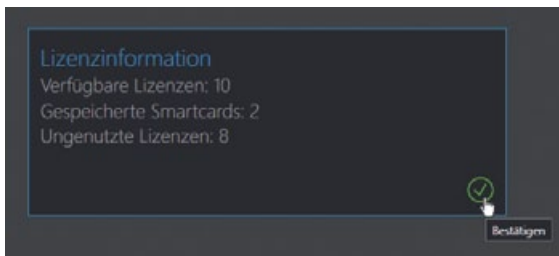 Lizenzinformation
Verfügbare Lizenzen: 10
Gespeicherte Smartcards: 2
Ungenutzte Lizenzen: 8
Bestätigen